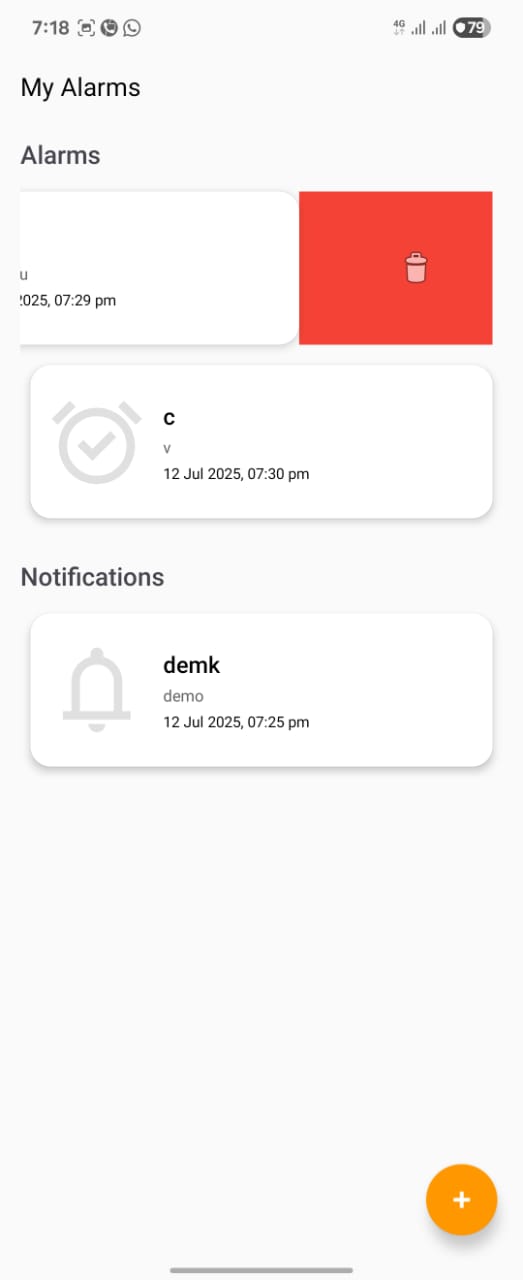 7:18
4G
79
My Alarms
Alarms
u
2025, 07:29 pm
c
v
12 Jul 2025, 07:30 pm
Notifications
demk
demo
12 Jul 2025, 07:25 pm
+